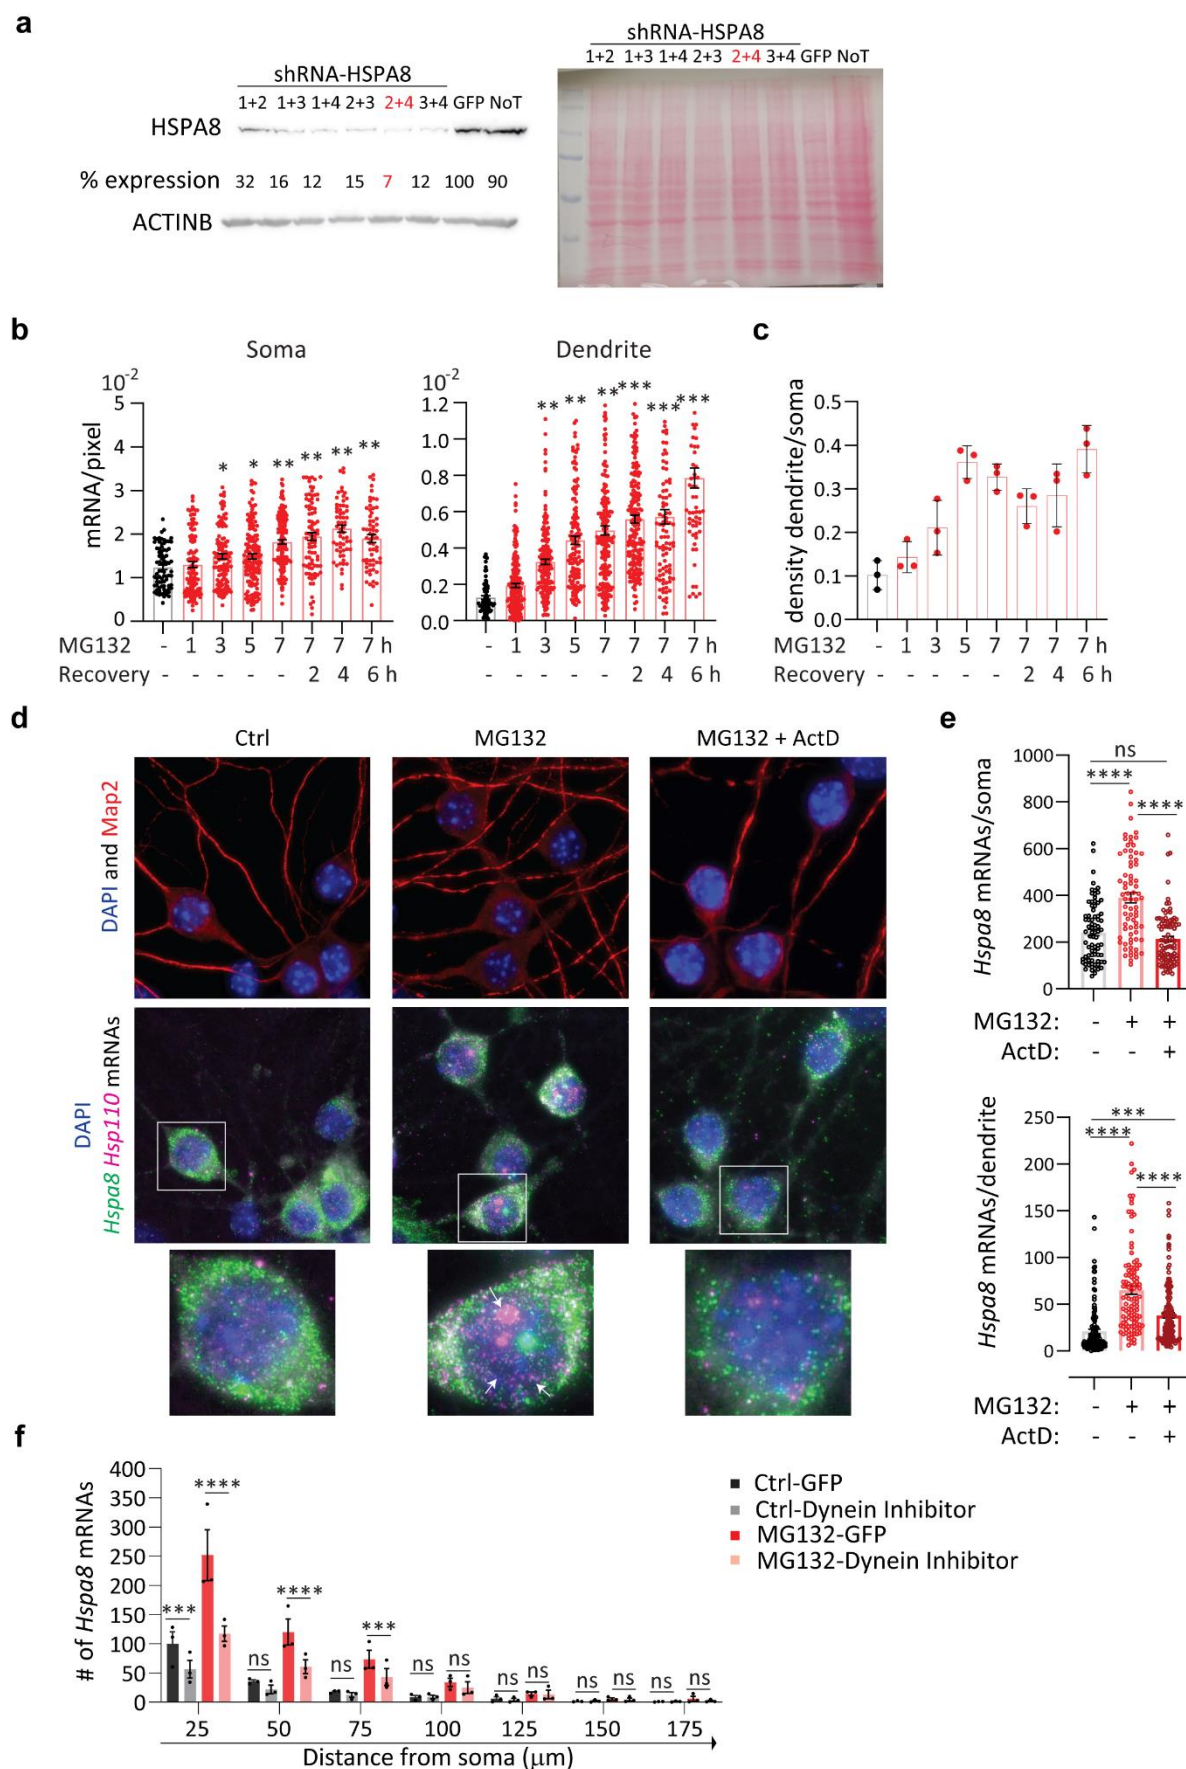 a
shRNA-HSPA8
1+2 1+3 1+4 2+3 2+4 3+4 GFP NoT
HSPA8
% expression 32 16 12 15 7 12 100 90
ACTINB
shRNA-HSPA8
1+2 1+3 1+4 2+3 2+4 3+4 GFP NoT
b
Soma
10-2
mRNA/pixel
5
4
3
2
1
0
* * ** ** ** **
MG132 - 1 3 5 7 7 7 7 h
Recovery - - - - - 2 4 6 h
Dendrite
10-2
1.2
1.0
0.8
0.6
0.4
0.2
0.0
** ** ** *** *** ***
- 1 3 5 7 7 7 7 h
- - - - - 2 4 6 h
c
density dendrite/soma
0.5
0.4
0.3
0.2
0.1
0.0
- 1 3 5 7 7 7 7 h
- - - - - 2 4 6 h
d
Ctrl MG132 MG132 + ActD
DAPI and Map2
DAPI
Hspa8 Hsp110 mRNAs
e
Hspa8 mRNAs/soma
1000
800
600
400
200
0
ns
****
****
MG132: - + +
ActD: - - +
Hspa8 mRNAs/dendrite
250
200
150
100
50
0
***
****
****
MG132: - + +
ActD: - - +
f
# of Hspa8 mRNAs
400
350
300
250
200
150
100
50
0
*** **** ns **** ns *** ns ns ns ns ns ns ns ns
25 50 75 100 125 150 175
Distance from soma (μm)
Ctrl-GFP
Ctrl-Dynein Inhibitor
MG132-GFP
MG132-Dynein Inhibitor